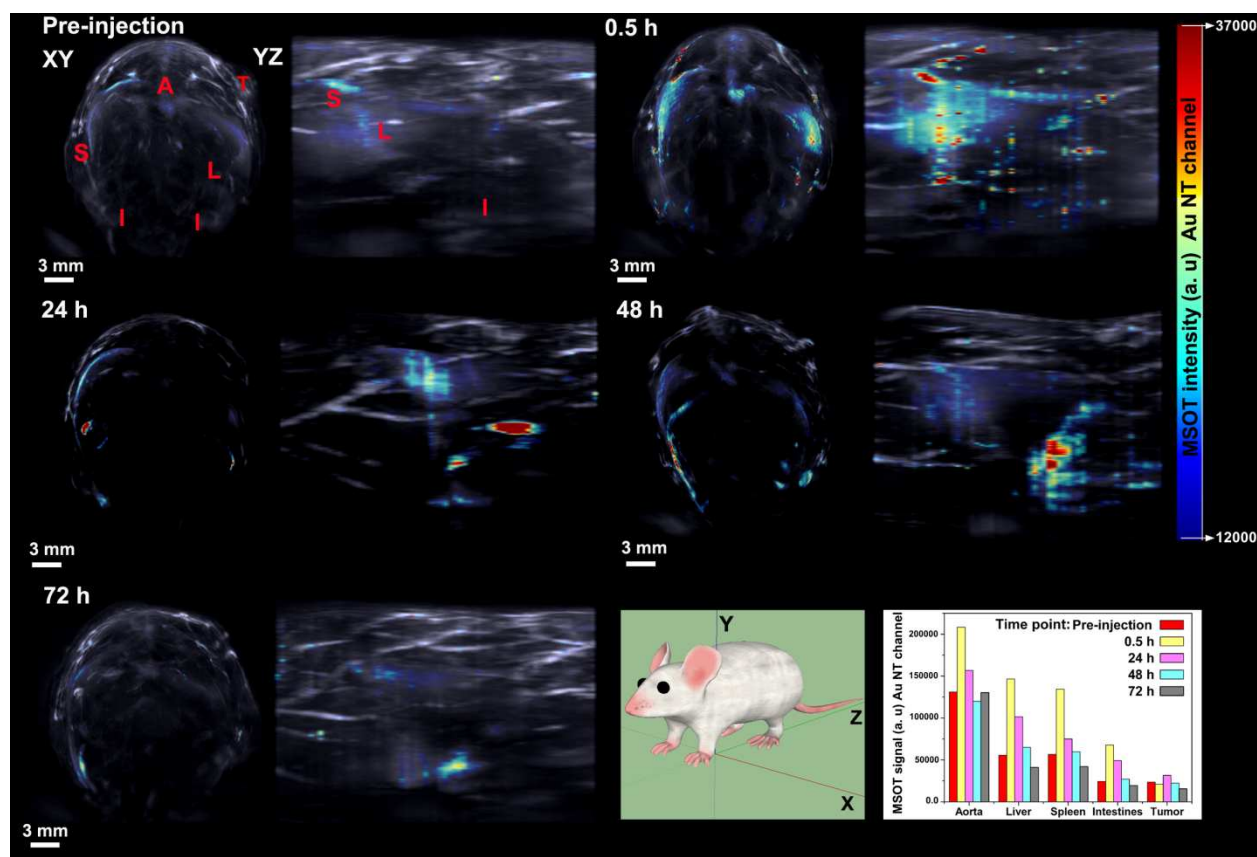 Pre-injection
XY
YZ
A
T
S
L
I
I
S
L
I
3 mm
0.5 h
3 mm
24 h
3 mm
48 h
3 mm
72 h
3 mm
37000
MSOT intensity (a. u) Au NT channel
12000
Y
Z
X
MSOT signal (a. u) Au NT channel
200000
150000
100000
50000
0.0
Time point: Pre-injection
0.5 h
24 h
48 h
72 h
Aorta Liver Spleen Intestines Tumor